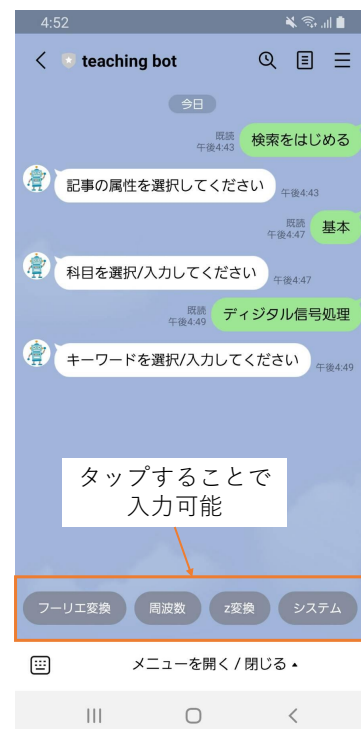 4:52
teaching bot
今日
既読
午後4:43
検索をはじめる
記事の属性を選択してください
午後4:43
既読
午後4:47
基本
科目を選択/入力してください
午後4:47
既読
午後4:49
ディジタル信号処理
キーワードを選択/入力してください
午後4:49
タップすることで
入力可能
フーリエ変換 周波数 z変換 システム
メニューを開く / 閉じる ▴